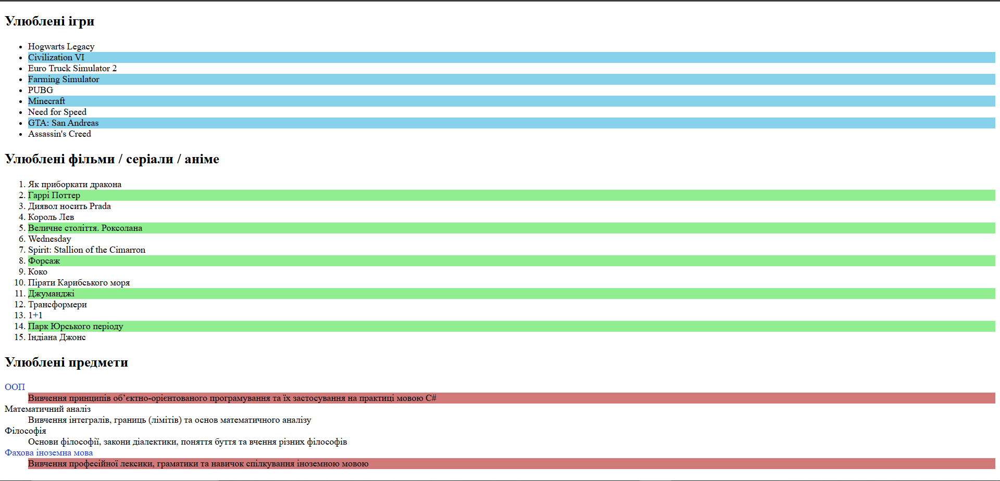 Улюблені ігри
• Hogwarts Legacy
• Civilization VI
• Euro Truck Simulator 2
• Farming Simulator
• PUBG
• Minecraft
• Need for Speed
• GTA: San Andreas
• Assassin's Creed
Улюблені фільми / серіали / аніме
1. Як приборкати дракона
2. Гаррі Поттер
3. Диявол носить Prada
4. Король Лев
5. Величне століття. Роксолана
6. Wednesday
7. Spirit: Stallion of the Cimarron
8. Форсаж
9. Коко
10. Пірати Карибського моря
11. Джуманджі
12. Трансформери
13. 1+1
14. Парк Юрського періоду
15. Індіана Джонс
Улюблені предмети
ООП
Вивчення принципів об’єктно-орієнтованого програмування та їх застосування на практиці мовою C#
Математичний аналіз
Вивчення інтегралів, границь (лімітів) та основ математичного аналізу
Філософія
Основи філософії, закони діалектики, поняття буття та вчення різних філософів
Фахова іноземна мова
Вивчення професійної лексики, граматики та навичок спілкування іноземною мовою